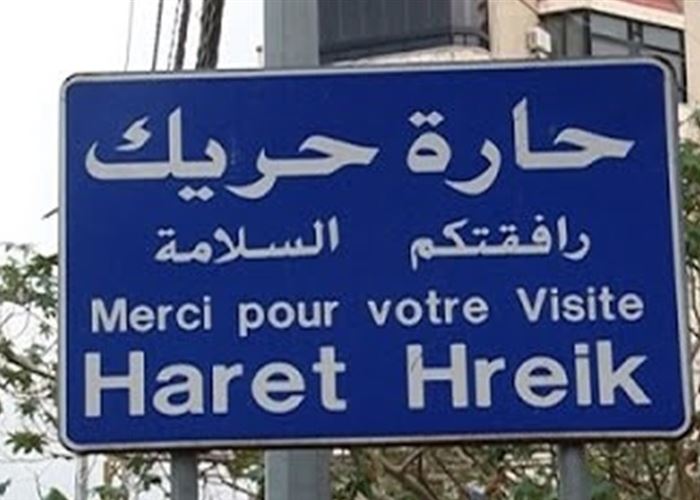 حارة حريك
رافقتكم السلامة
Merci pour votre Visite
Haret Hreik